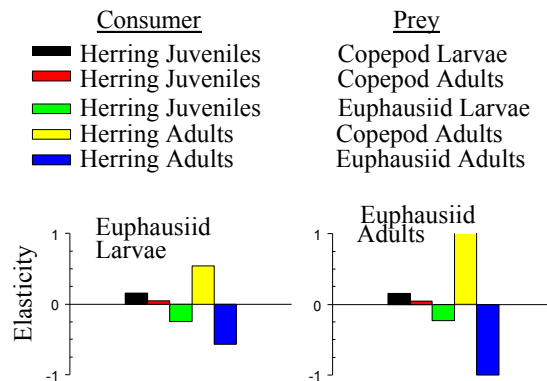 Consumer Prey
Herring Juveniles Copepod Larvae
Herring Juveniles Copepod Adults
Herring Juveniles Euphausiid Larvae
Herring Adults Copepod Adults
Herring Adults Euphausiid Adults
Euphausiid
Larvae
Euphausiid
Adults
Elasticity
1
0
-1
1
0
-1